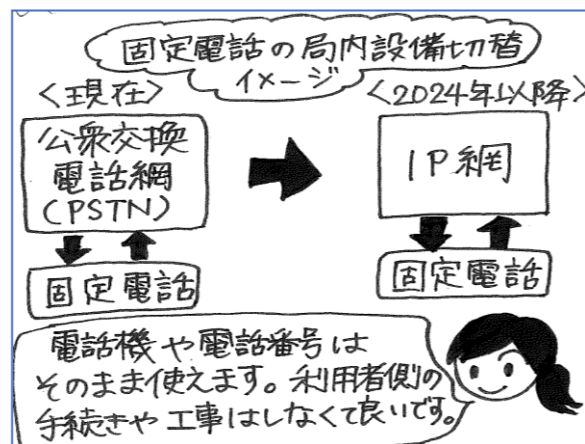 固定電話の局内設備切替
イメージ
<現在>
<2024年以降>
公衆交換
電話網
(PSTN)
IP網
固定電話
固定電話
電話機や電話番号は
そのまま使えます。利用者側の
手続きや工事はしなくて良いです。